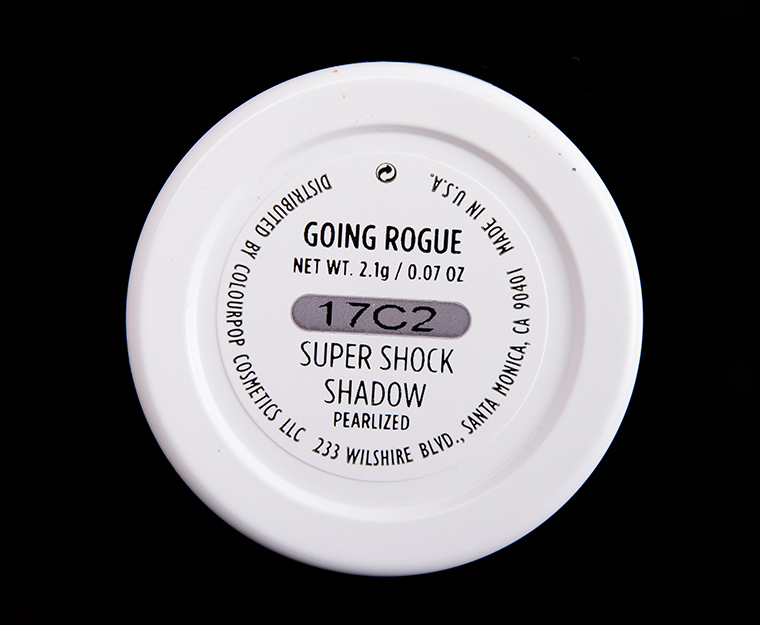 GOING ROGUE
NET WT. 2.1g / 0.07 OZ
17C2
SUPER SHOCK
SHADOW
PEARLIZED
DISTRIBUTED BY COLOURPOP COSMETICS LLC 233 WILSHIRE BLVD., SANTA MONICA, CA 90401 MADE IN U.S.A.